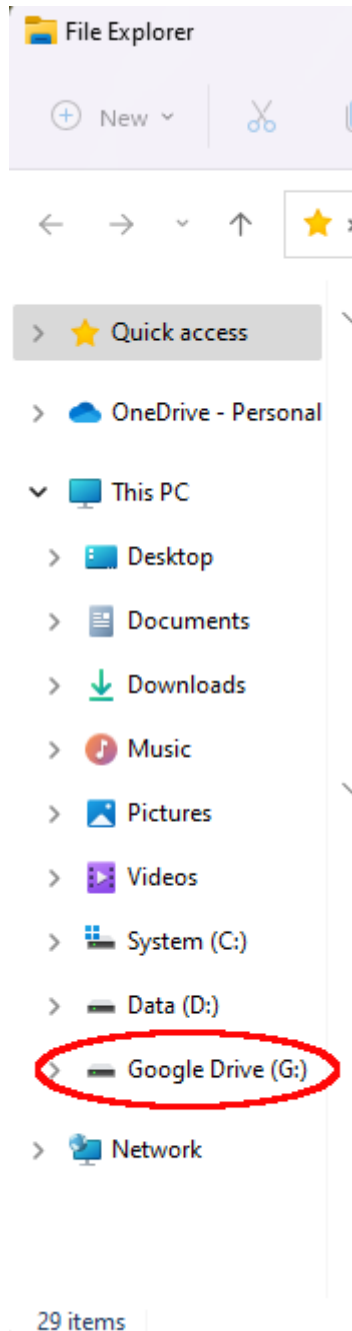 File Explorer
New
Quick access
OneDrive - Personal
This PC
Desktop
Documents
Downloads
Music
Pictures
Videos
System (C:)
Data (D:)
Google Drive (G:)
Network
29 items